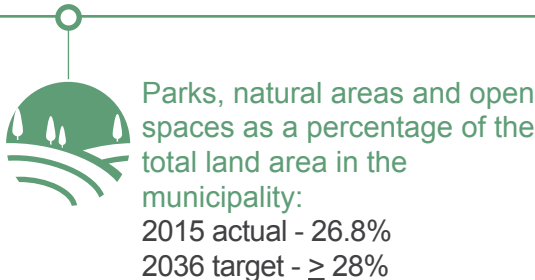 Parks, natural areas and open
spaces as a percentage of the
total land area in the
municipality:
2015 actual - 26.8%
2036 target - ≥ 28%